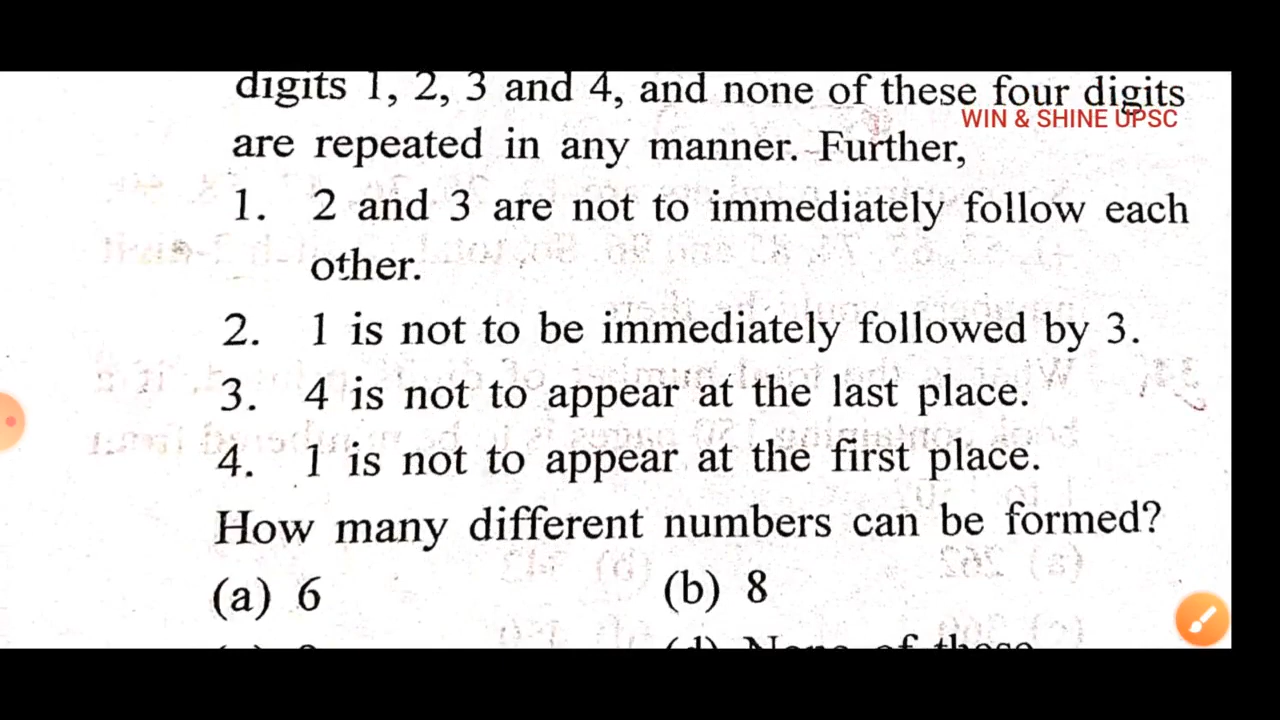 digits 1, 2, 3 and 4, and none of these four digits
WIN & SHINE UPSC
are repeated in any manner. Further,
1. 2 and 3 are not to immediately follow each
other.
2. 1 is not to be immediately followed by 3.
3. 4 is not to appear at the last place.
4. 1 is not to appear at the first place.
How many different numbers can be formed?
(a) 6 (b) 8
(d) None of these